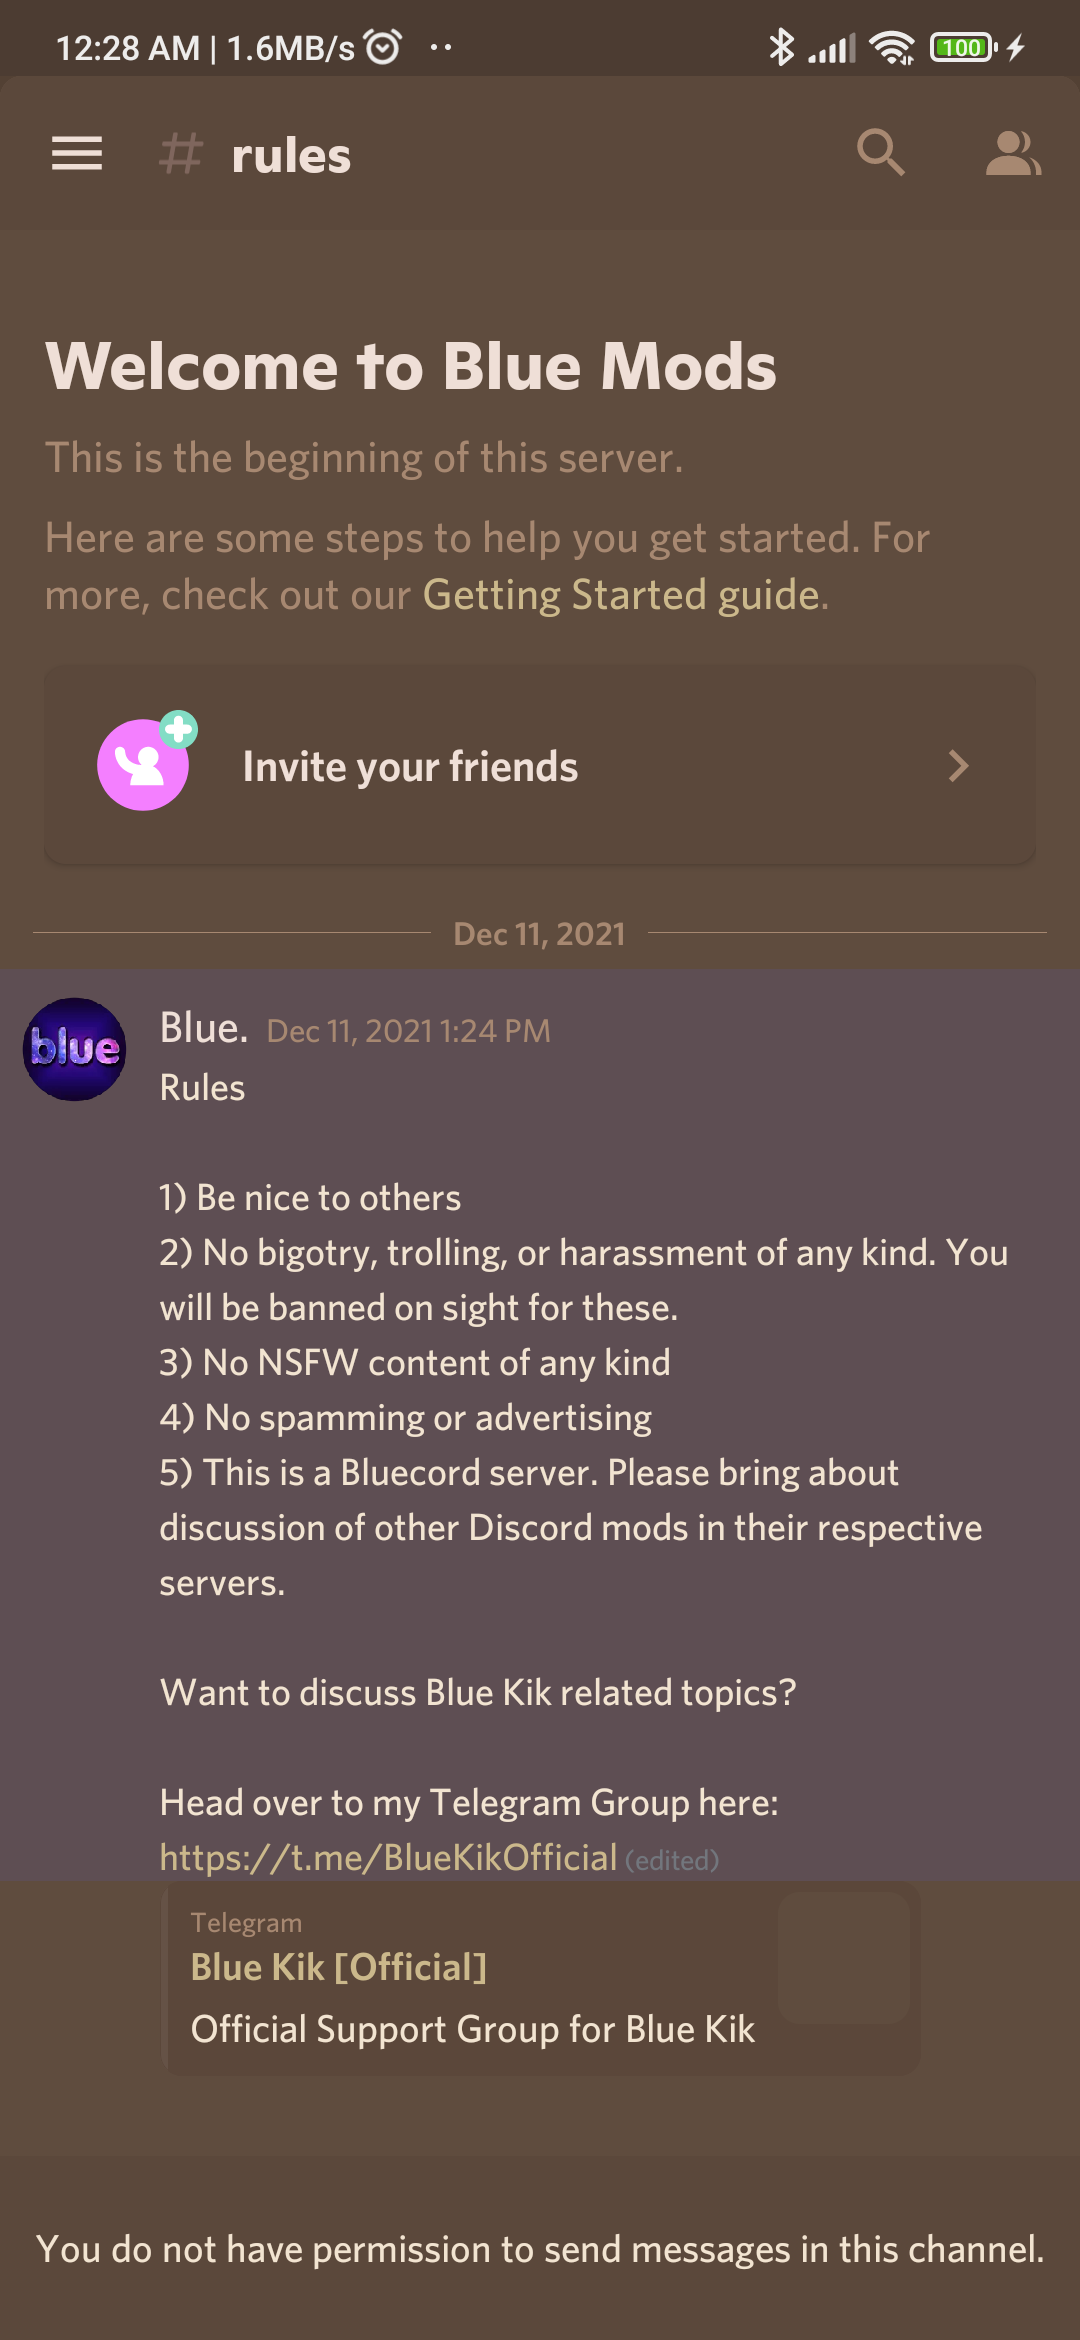 12:28 AM | 1.6MB/s
100
# rules
Welcome to Blue Mods
This is the beginning of this server.
Here are some steps to help you get started. For
more, check out our Getting Started guide.
Invite your friends
Dec 11, 2021
blue
Blue. Dec 11, 2021 1:24 PM
Rules
1) Be nice to others
2) No bigotry, trolling, or harassment of any kind. You
will be banned on sight for these.
3) No NSFW content of any kind
4) No spamming or advertising
5) This is a Bluecord server. Please bring about
discussion of other Discord mods in their respective
servers.
Want to discuss Blue Kik related topics?
Head over to my Telegram Group here:
https://t.me/BlueKikOfficial (edited)
Telegram
Blue Kik [Official]
Official Support Group for Blue Kik
You do not have permission to send messages in this channel.